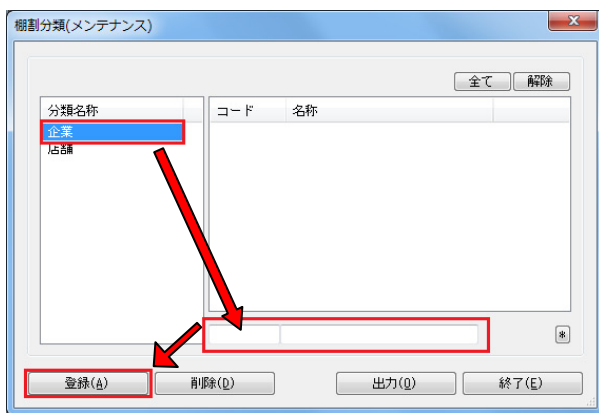 棚割分類(メンテナンス)
全て 解除
分類名称 コード 名称
企業
店舗
*
登録(A) 削除(D) 出力(O) 終了(E)